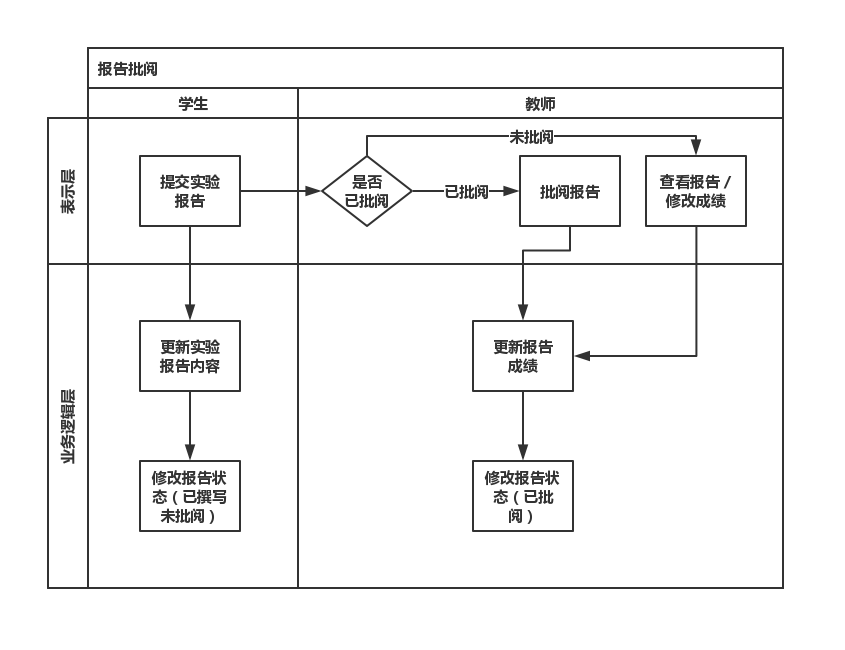 报告批阅
学生
教师
表示层
提交实验
报告
是否
已批阅
未批阅
已批阅
批阅报告
查看报告 /
修改成绩
业务逻辑层
更新实验
报告内容
更新报告
成绩
修改报告状
态（已撰写
未批阅）
修改报告状
态（已批
阅）